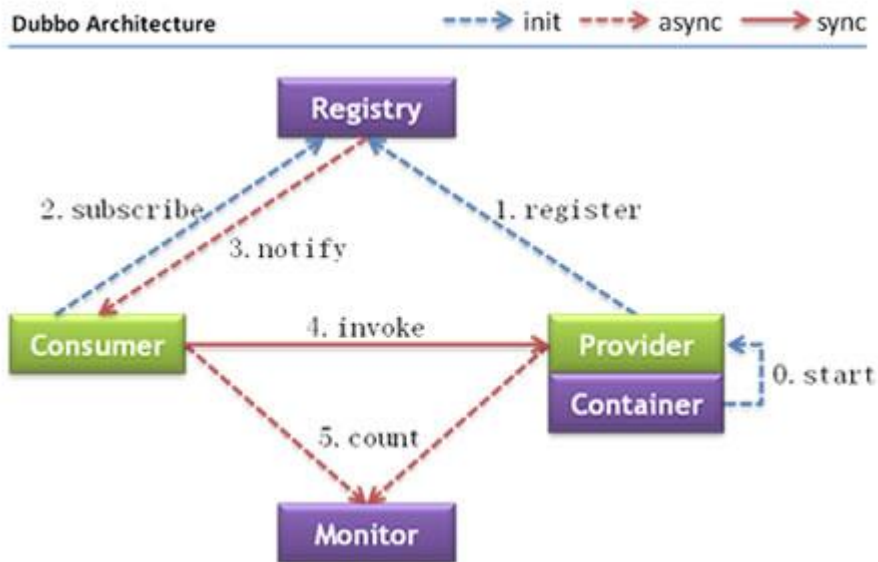 Dubbo Architecture
init
async
sync
Registry
2. subscribe
1. register
3. notify
4. invoke
Consumer
Provider
0. start
Container
5. count
Monitor